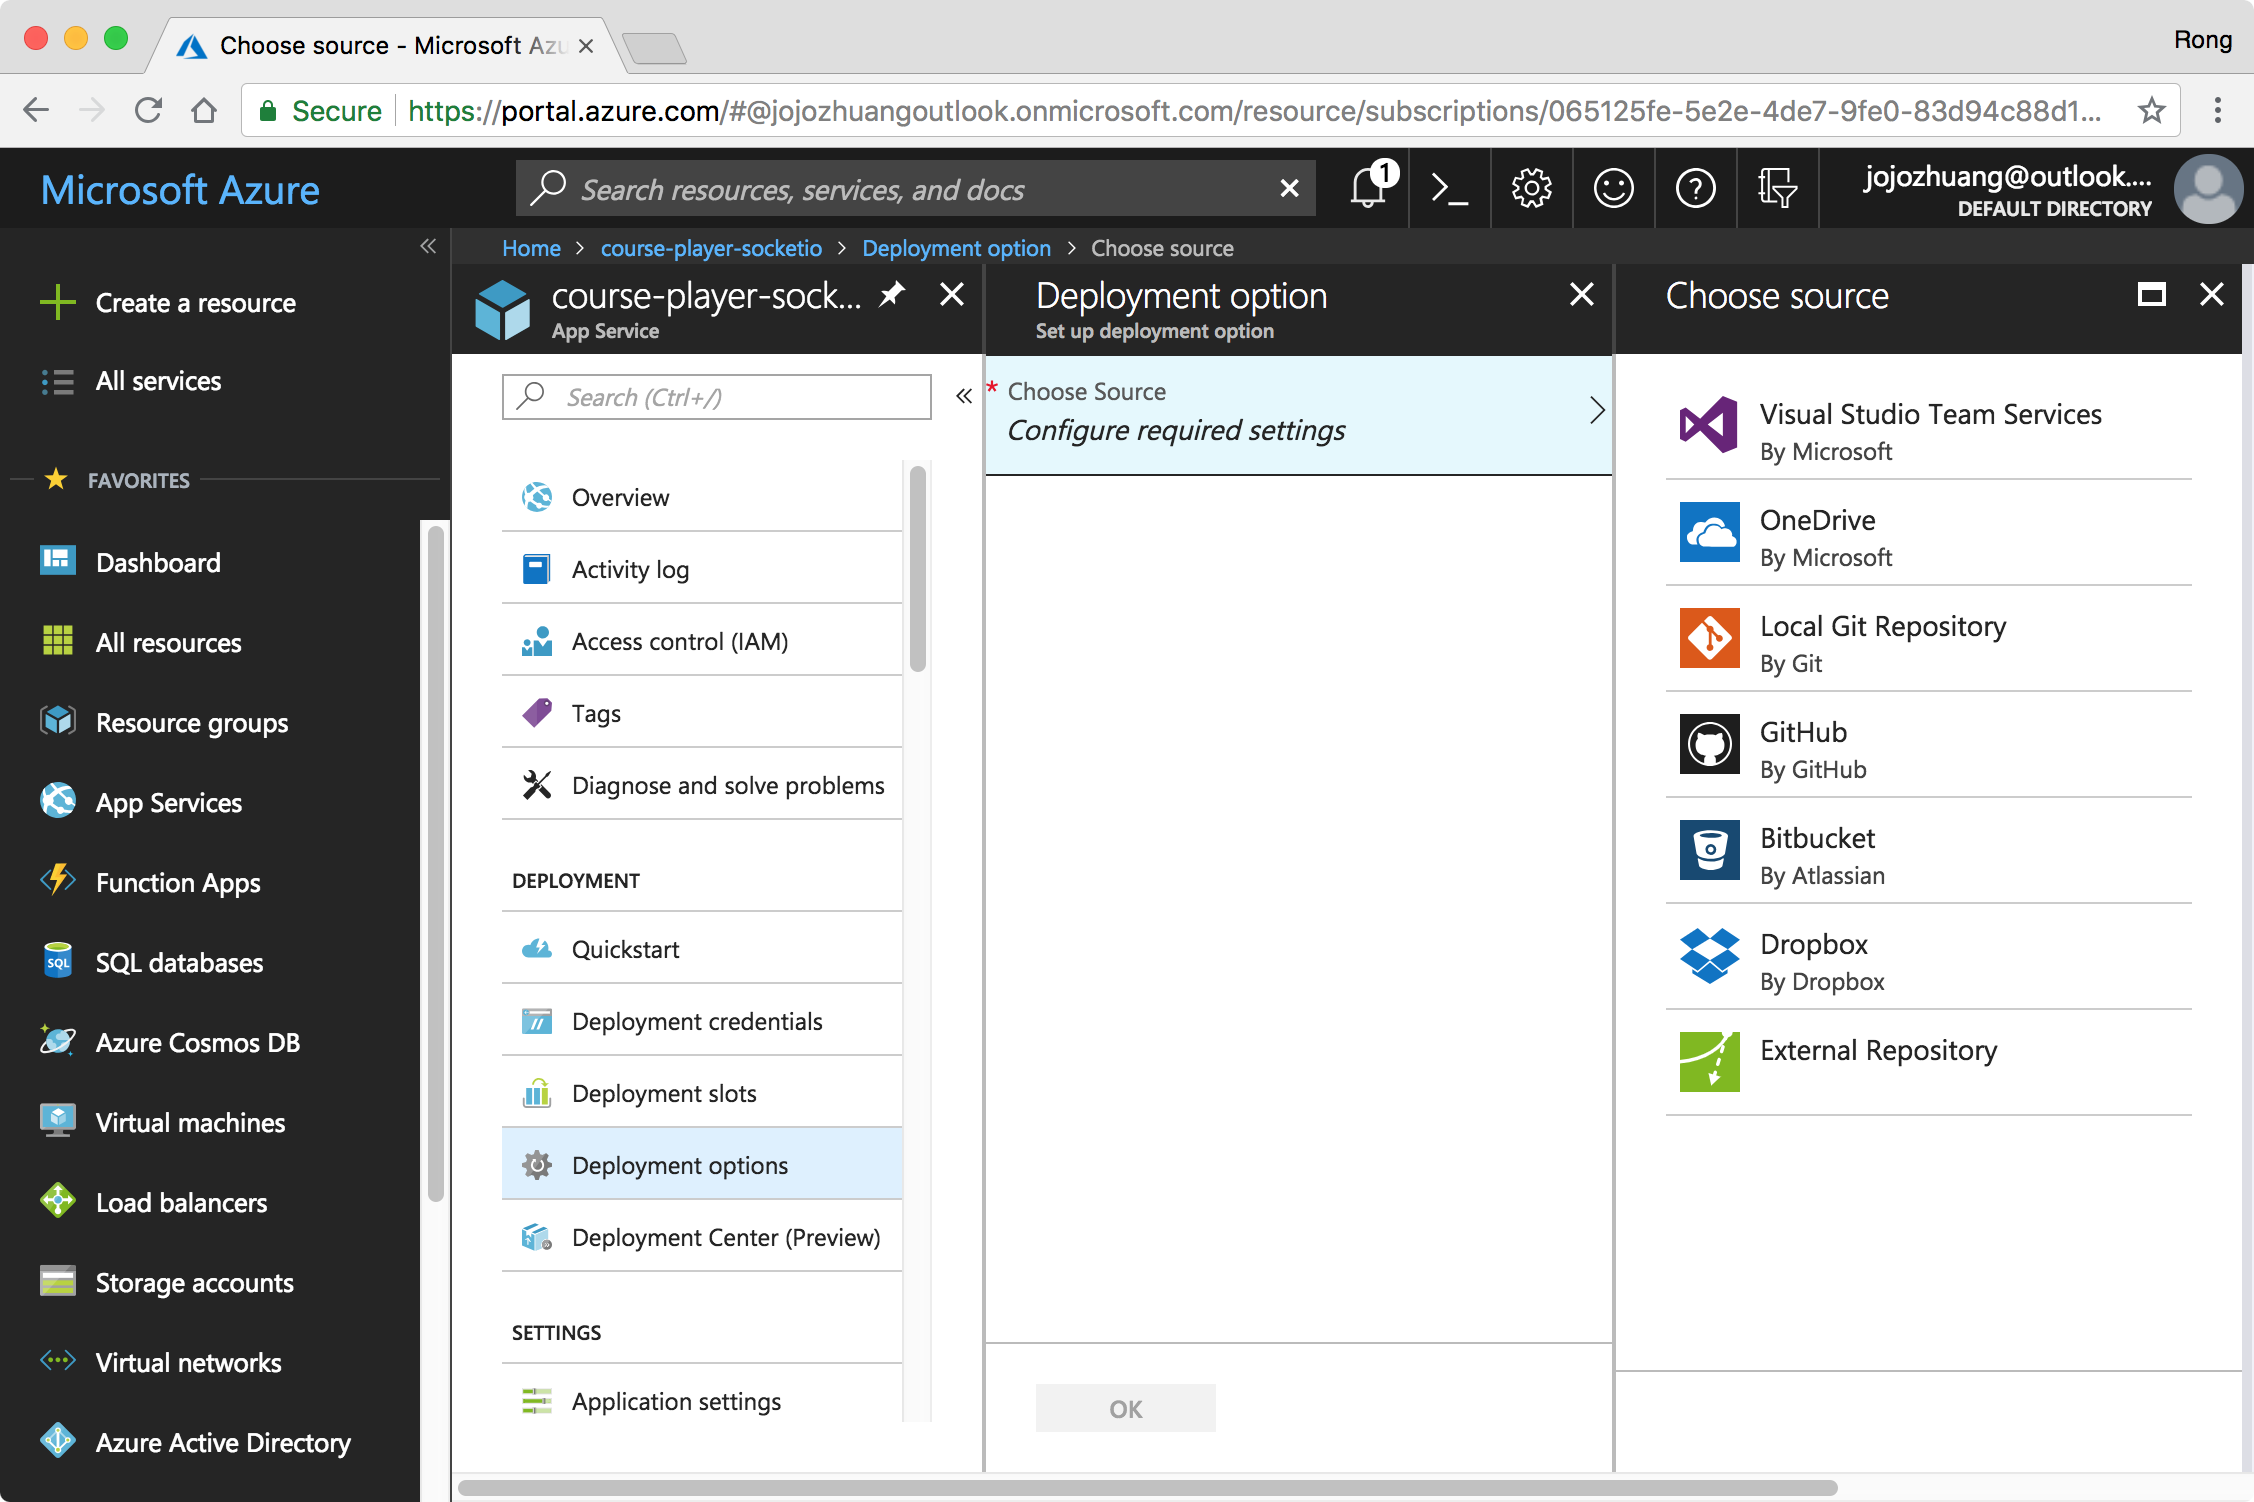 Choose source - Microsoft Azu
Rong
Secure
https://portal.azure.com/#@jojozhuangoutlook.onmicrosoft.com/resource/subscriptions/065125fe-5e2e-4de7-9fe0-83d94c88d1...
Microsoft Azure
Search resources, services, and docs
1
jojozhuang@outlook....
DEFAULT DIRECTORY
Home > course-player-socketio > Deployment option > Choose source
Create a resource
All services
FAVORITES
Dashboard
All resources
Resource groups
App Services
Function Apps
SQL
SQL databases
Azure Cosmos DB
Virtual machines
Load balancers
Storage accounts
Virtual networks
Azure Active Directory
course-player-sock...
App Service
Search (Ctrl+/)
Overview
Activity log
Access control (IAM)
Tags
Diagnose and solve problems
DEPLOYMENT
Quickstart
Deployment credentials
Deployment slots
Deployment options
Deployment Center (Preview)
SETTINGS
Application settings
Deployment option
Set up deployment option
* Choose Source
Configure required settings
OK
Choose source
Visual Studio Team Services
By Microsoft
OneDrive
By Microsoft
Local Git Repository
By Git
GitHub
By GitHub
Bitbucket
By Atlassian
Dropbox
By Dropbox
External Repository